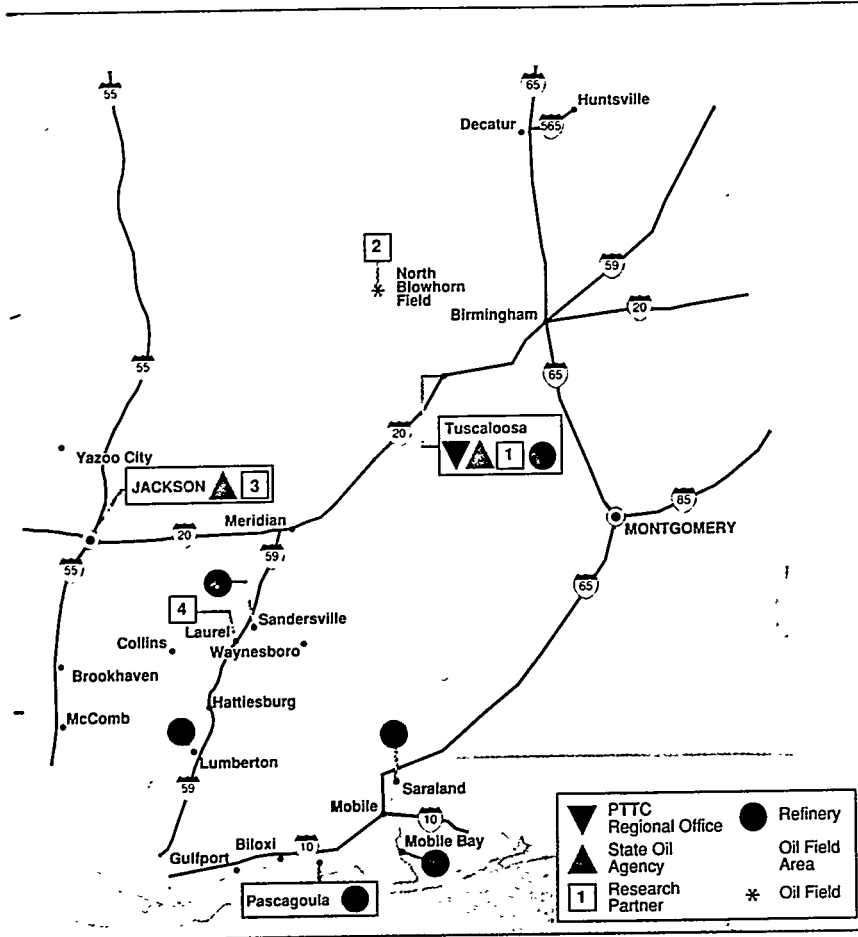 55
65
Huntsville
Decatur
565
2
North
Blowhorn
Field
59
Birmingham
20
55
65
Tuscaloosa
1
20
Yazoo City
JACKSON
3
85
Meridian
MONTGOMERY
20
59
55
65
4
Sandersville
Laurel
Collins
Waynesboro
Brookhaven
Hattiesburg
McComb
Lumberton
59
Saraland
Mobile
10
Biloxi
10
Mobile Bay
Gulfport
Pascagoula
PTTC
Regional Office
Refinery
State Oil
Agency
Oil Field
Area
1
Research
Partner
* Oil Field